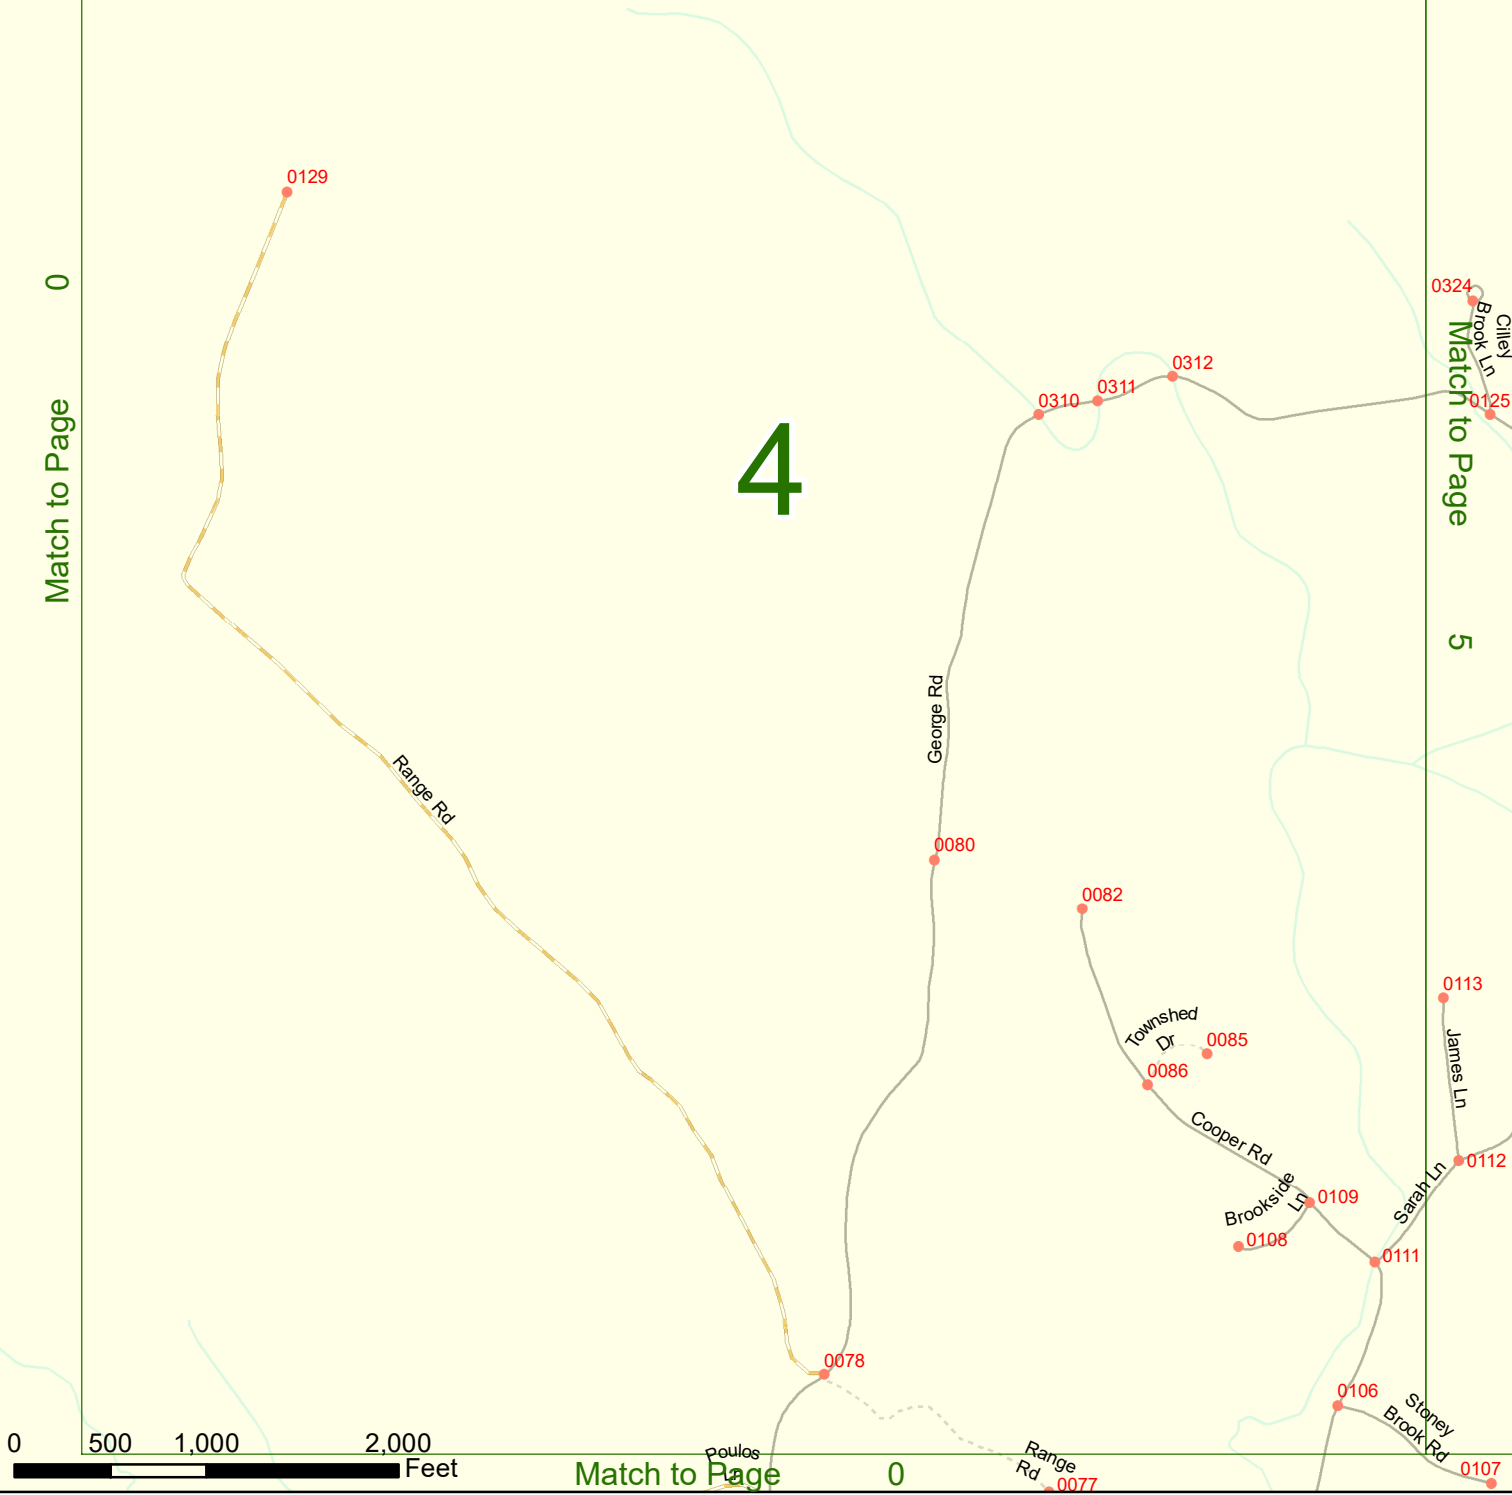 0129
0
Match to Page
4
0310
0311
0312
0324
Cilley
Brook Ln
0125
Match to Page
5
George Rd
Range Rd
0080
0082
Townshed
Dr
0085
0086
0113
James Ln
Cooper Rd
0112
Sarah Ln
Brookside
Ln
0109
0108
0111
0078
0106
Stoney
Brook Rd
0107
0 500 1,000 2,000
Feet
Poulos
Match to Page 0
Range
Rd
0077